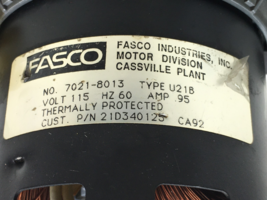 FASCO
FASCO INDUSTRIES, INC.
MOTOR DIVISION
CASSVILLE PLANT
NO. 7021-8013 TYPE U21B
VOLT 115 HZ 60 AMP .95
THERMALLY PROTECTED
CUST. P/N 21D340125 CA92